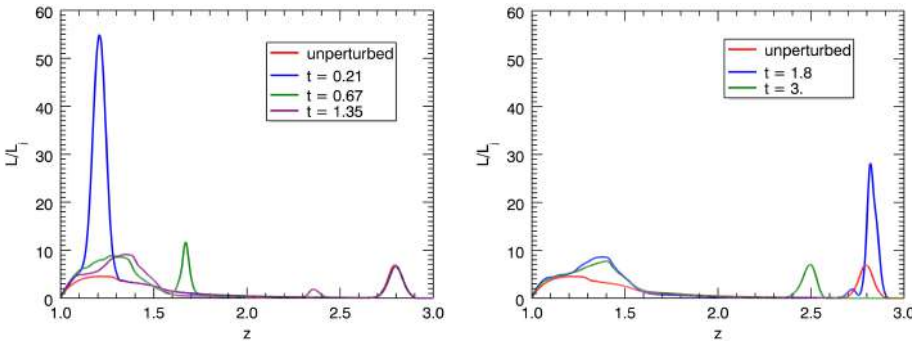 60
50
40
30
20
10
0
L/Lj
unperturbed
t = 0.21
t = 0.67
t = 1.35
1.0 1.5 2.0 2.5 3.0
z
60
50
40
30
20
10
0
L/Lj
unperturbed
t = 1.8
t = 3.
1.0 1.5 2.0 2.5 3.0
z